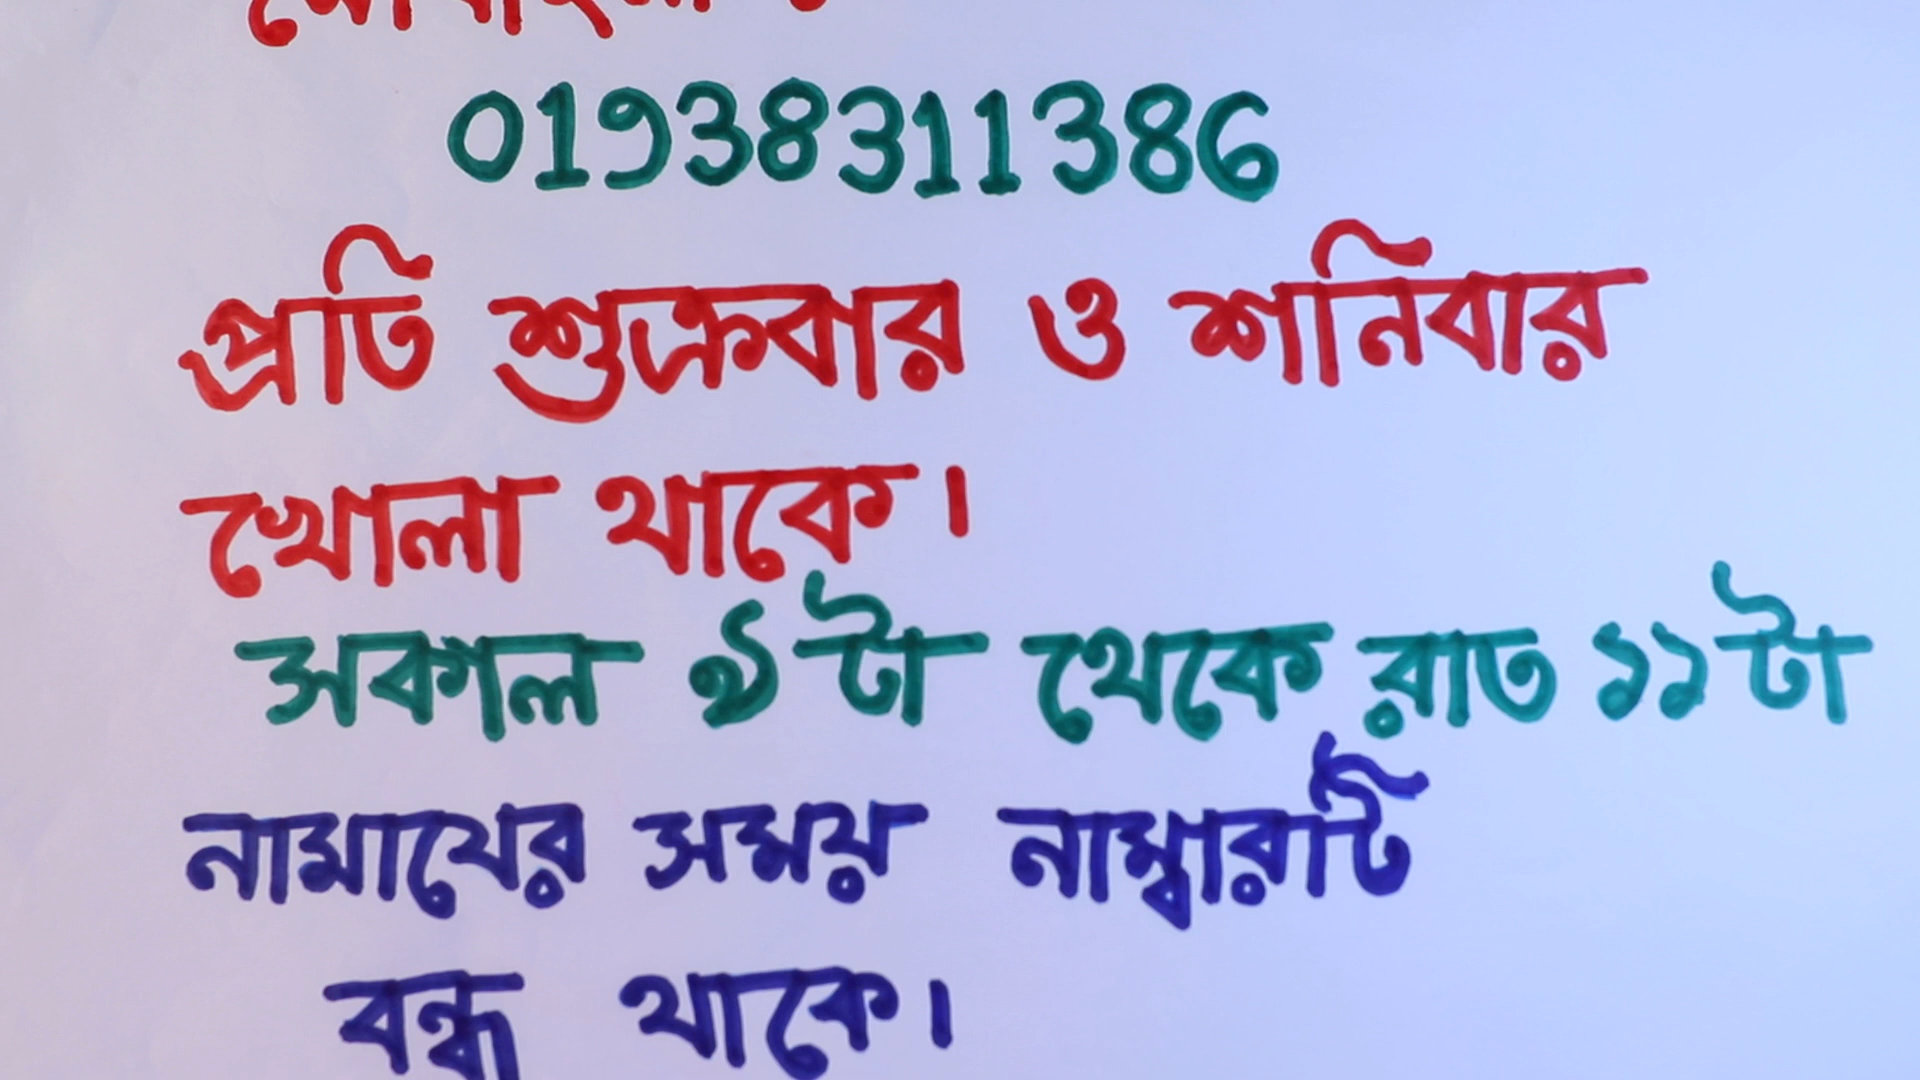 01938311386
প্রতি শুক্রবার ও শনিবার
খোলা থাকে।
সকাল ৯টা থেকে রাত ১১টা
নামাযের সময় নাম্বারটি
বন্ধ থাকে।